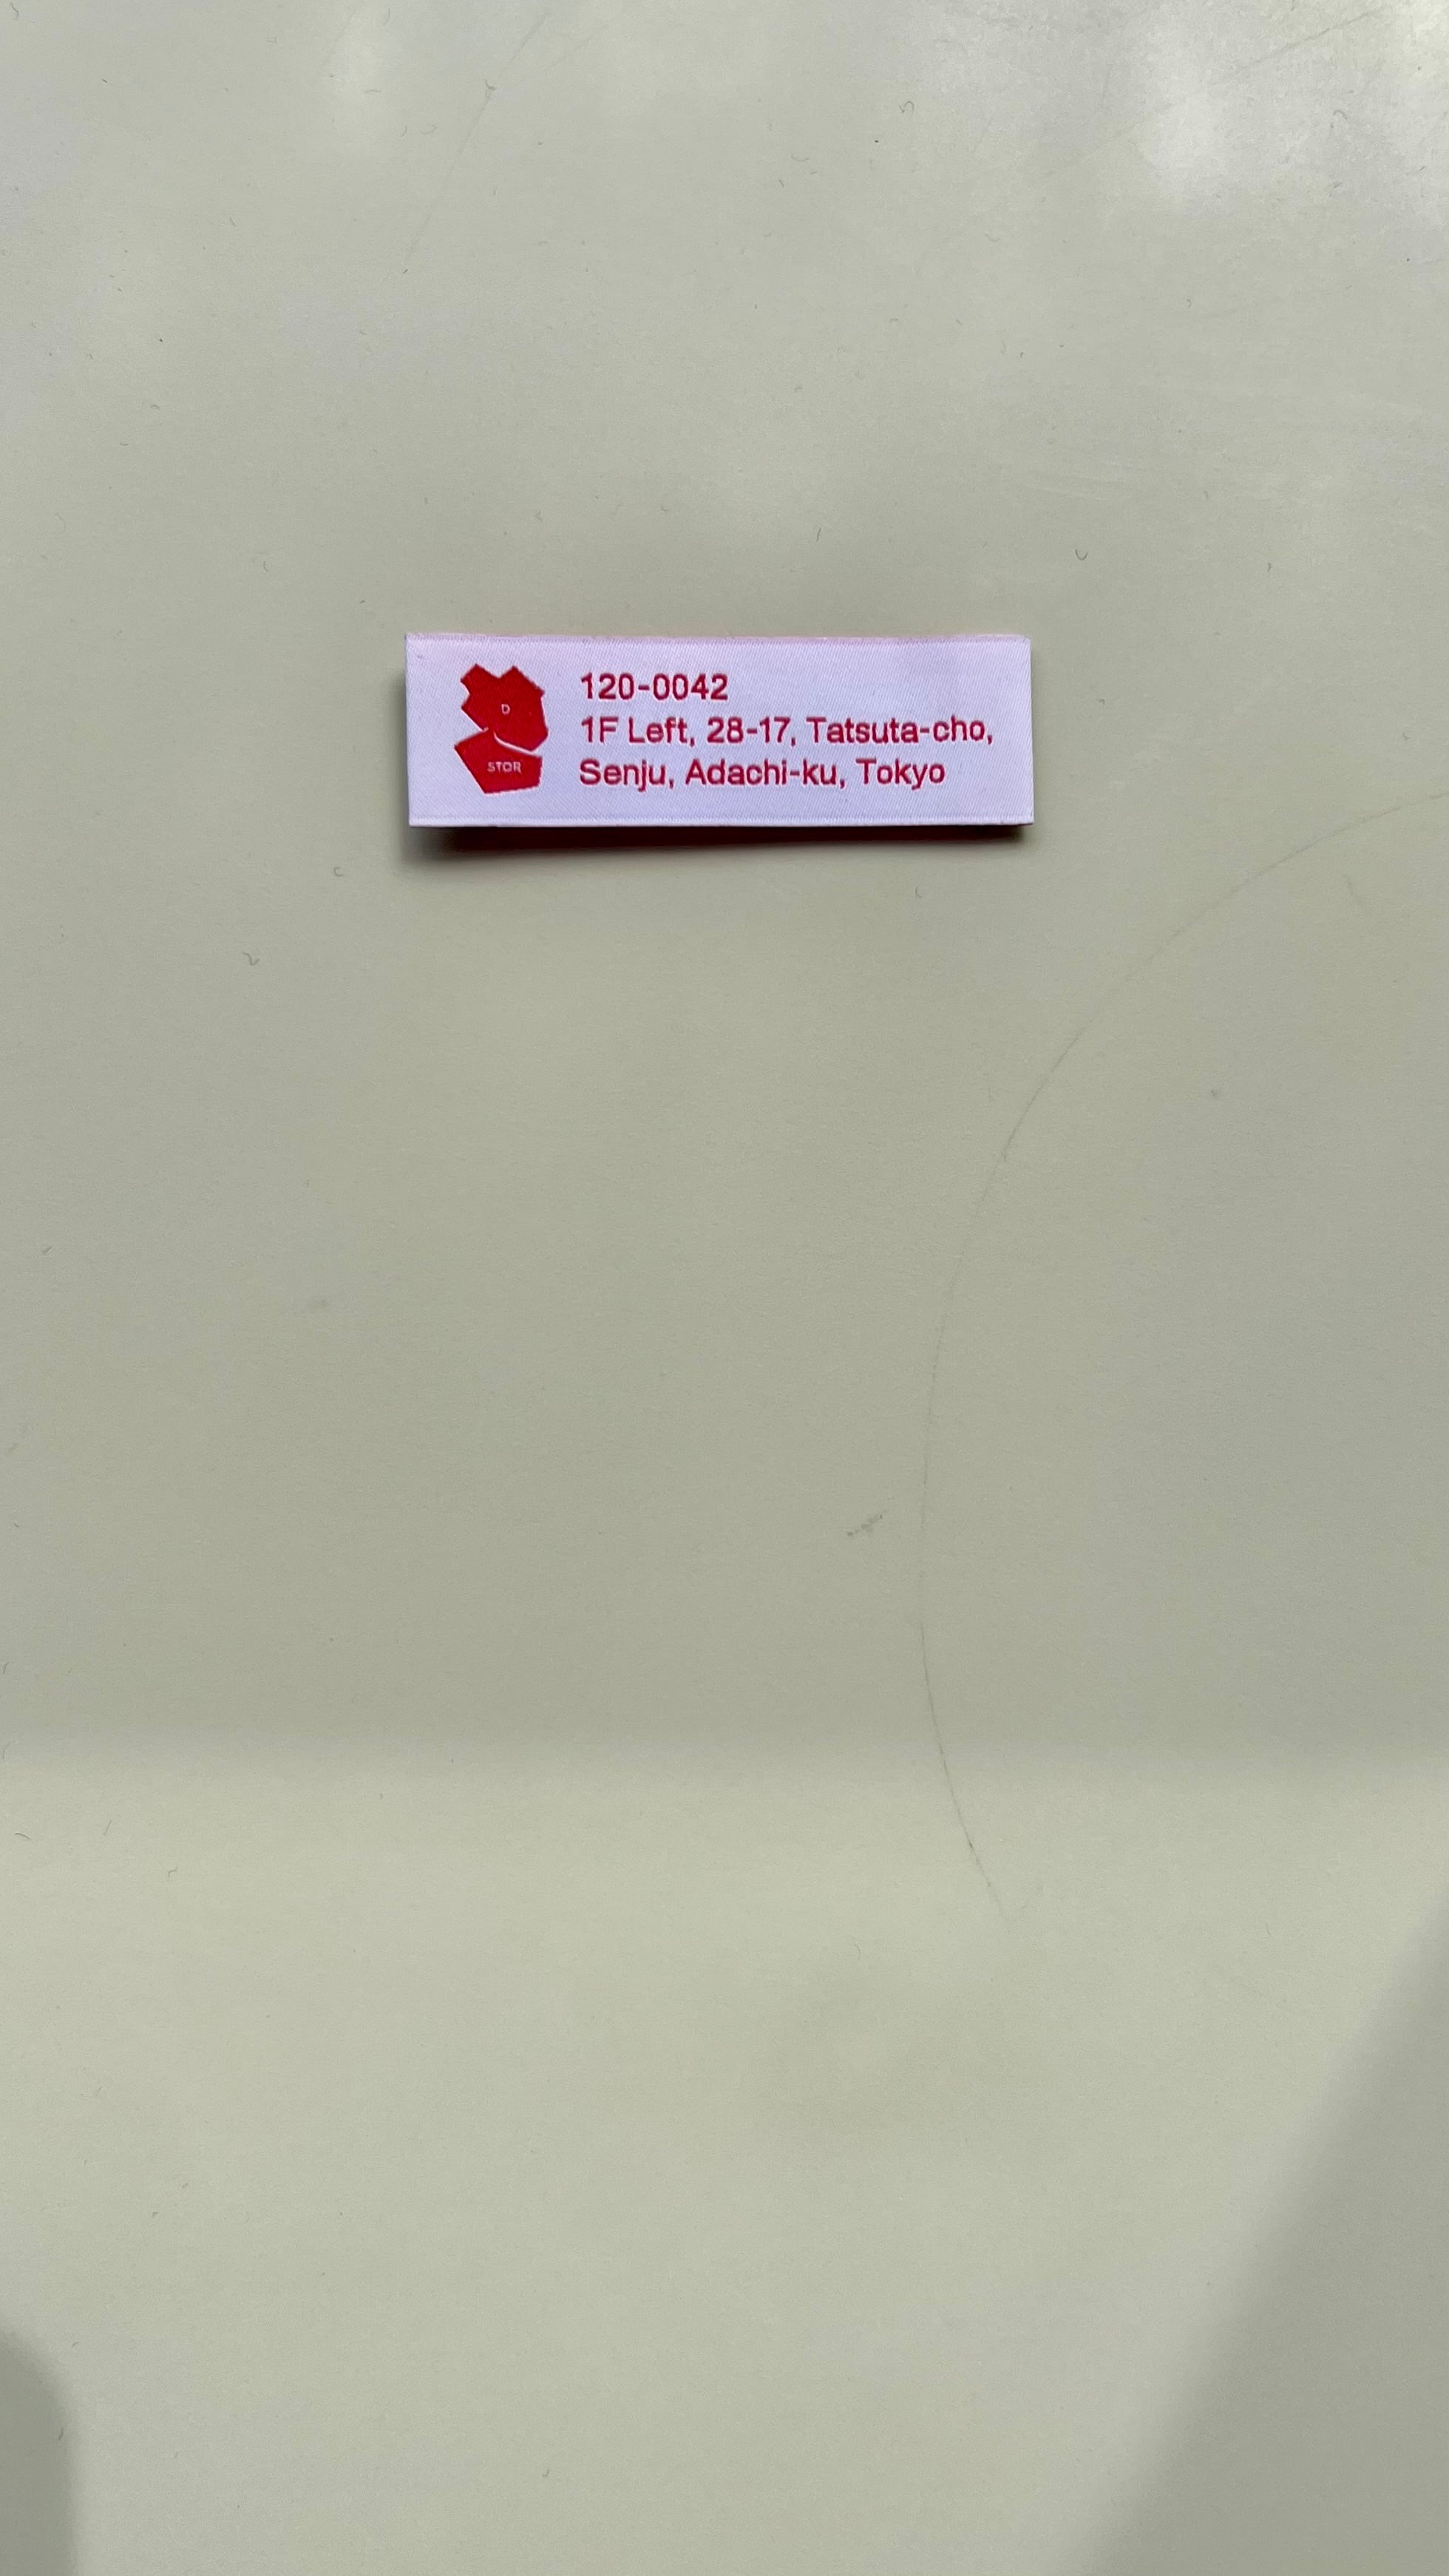 D
STOR
120-0042
1F Left, 28-17, Tatsuta-cho,
Senju, Adachi-ku, Tokyo